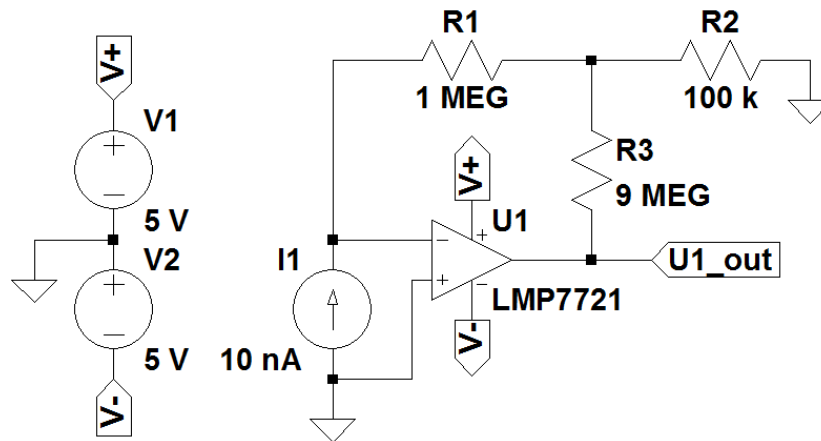 V+
V1
5 V
V2
5 V
V-
R1
1 MEG
R2
100 k
R3
9 MEG
V+
U1
U1_out
LMP7721
V-
I1
10 nA